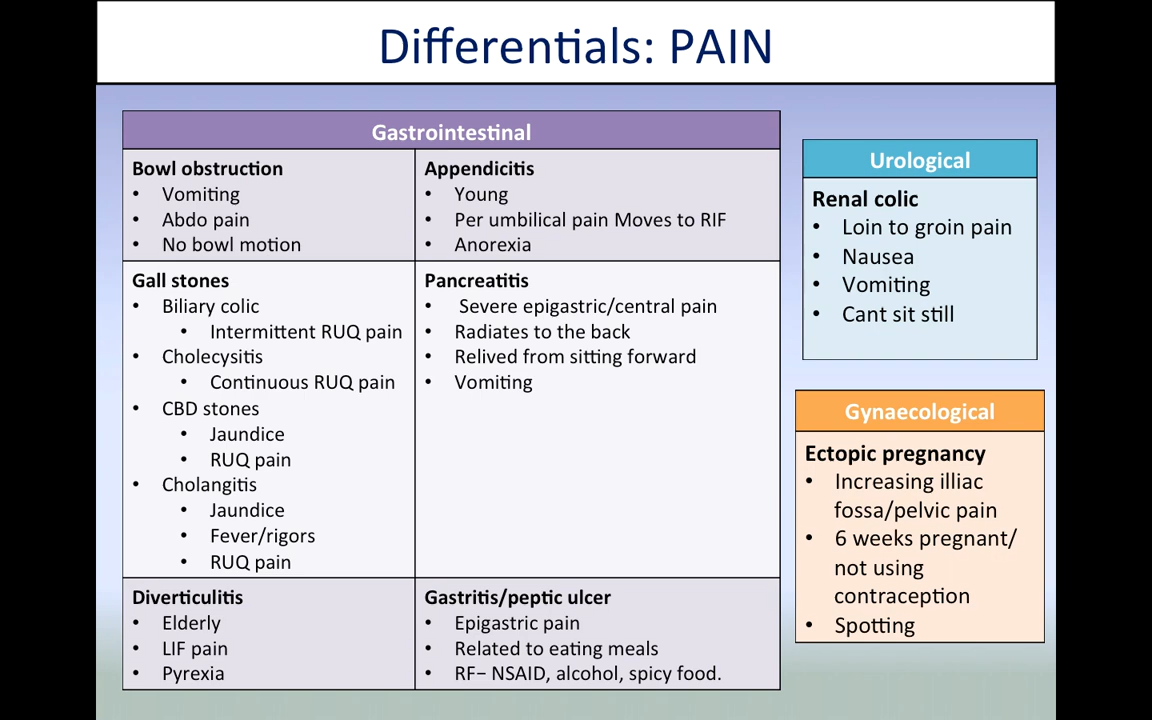 Differentials: PAIN
Gastrointestinal
Bowl obstruction
• Vomiting
• Abdo pain
• No bowl motion
Appendicitis
• Young
• Per umbilical pain Moves to RIF
• Anorexia
Gall stones
• Biliary colic
• Intermittent RUQ pain
• Cholecysitis
• Continuous RUQ pain
• CBD stones
• Jaundice
• RUQ pain
• Cholangitis
• Jaundice
• Fever/rigors
• RUQ pain
Pancreatitis
• Severe epigastric/central pain
• Radiates to the back
• Relived from sitting forward
• Vomiting
Diverticulitis
• Elderly
• LIF pain
• Pyrexia
Gastritis/peptic ulcer
• Epigastric pain
• Related to eating meals
• RF– NSAID, alcohol, spicy food.
Urological
Renal colic
• Loin to groin pain
• Nausea
• Vomiting
• Cant sit still
Gynaecological
Ectopic pregnancy
• Increasing illiac
fossa/pelvic pain
• 6 weeks pregnant/
not using
contraception
• Spotting